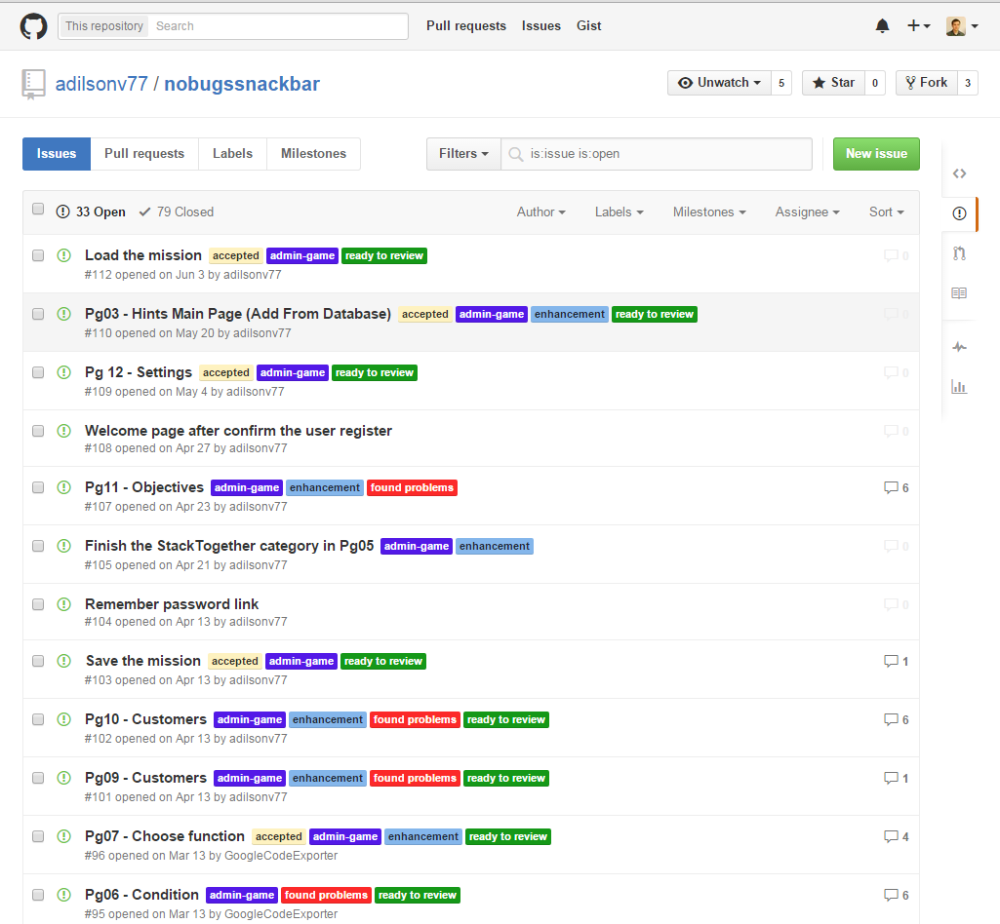 This repository Search Pull requests Issues Gist
adilsonv77 / nobugssnackbar Unwatch 5 Star 0 Fork 3
Issues Pull requests Labels Milestones Filters is:issue is:open New issue
33 Open 79 Closed Author Labels Milestones Assignee Sort
Load the mission accepted admin-game ready to review 0
#112 opened on Jun 3 by adilsonv77
Pg03 - Hints Main Page (Add From Database) accepted admin-game enhancement ready to review 0
#110 opened on May 20 by adilsonv77
Pg 12 - Settings accepted admin-game ready to review 0
#109 opened on May 4 by adilsonv77
Welcome page after confirm the user register 0
#108 opened on Apr 27 by adilsonv77
Pg11 - Objectives admin-game enhancement found problems 6
#107 opened on Apr 23 by adilsonv77
Finish the StackTogether category in Pg05 admin-game enhancement 0
#105 opened on Apr 21 by adilsonv77
Remember password link 0
#104 opened on Apr 13 by adilsonv77
Save the mission accepted admin-game ready to review 1
#103 opened on Apr 13 by adilsonv77
Pg10 - Customers admin-game enhancement found problems ready to review 6
#102 opened on Apr 13 by adilsonv77
Pg09 - Customers admin-game enhancement found problems ready to review 1
#101 opened on Apr 13 by adilsonv77
Pg07 - Choose function accepted admin-game enhancement ready to review 4
#96 opened on Mar 13 by GoogleCodeExporter
Pg06 - Condition admin-game found problems ready to review 6
#95 opened on Mar 13 by GoogleCodeExporter